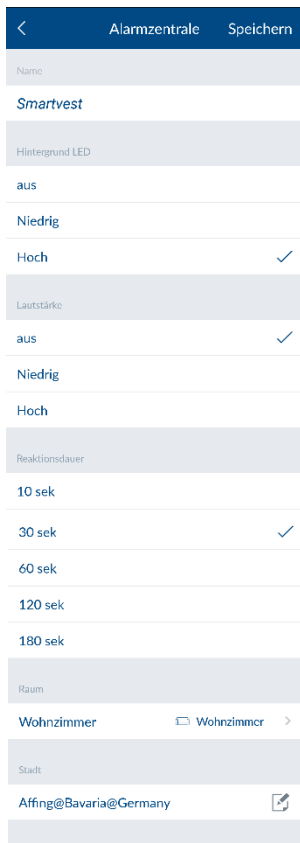 Alarmzentrale Speichern
Name
Smartvest
Hintergrund LED
aus
Niedrig
Hoch
Lautstärke
aus
Niedrig
Hoch
Reaktionsdauer
10 sek
30 sek
60 sek
120 sek
180 sek
Raum
Wohnzimmer Wohnzimmer
Stadt
Affing@Bavaria@Germany